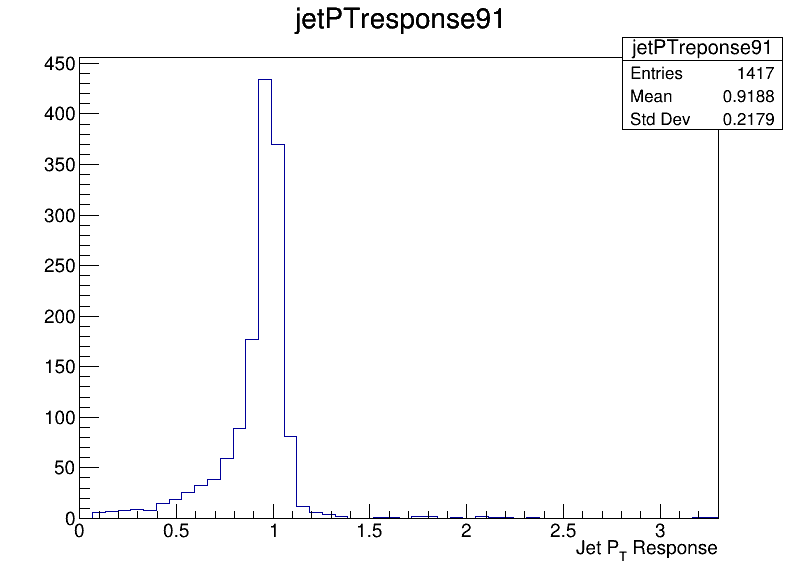 jetPTresponse91
jetPTreponse91
Entries 1417
Mean 0.9188
Std Dev 0.2179
450
400
350
300
250
200
150
100
50
0
0 0.5 1 1.5 2 2.5 3
Jet P_T Response